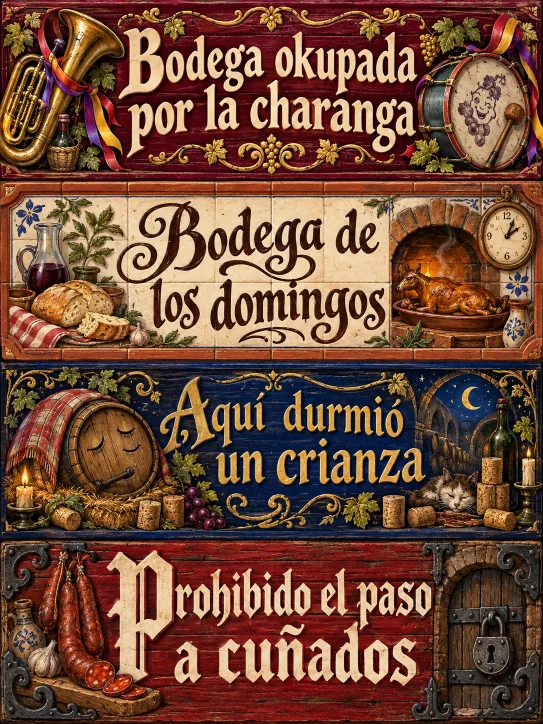 Bodega okupada
por la charanga
Bodega de
los domingos
Aquí durmió
un crianza
Prohibido el paso
a cuñados